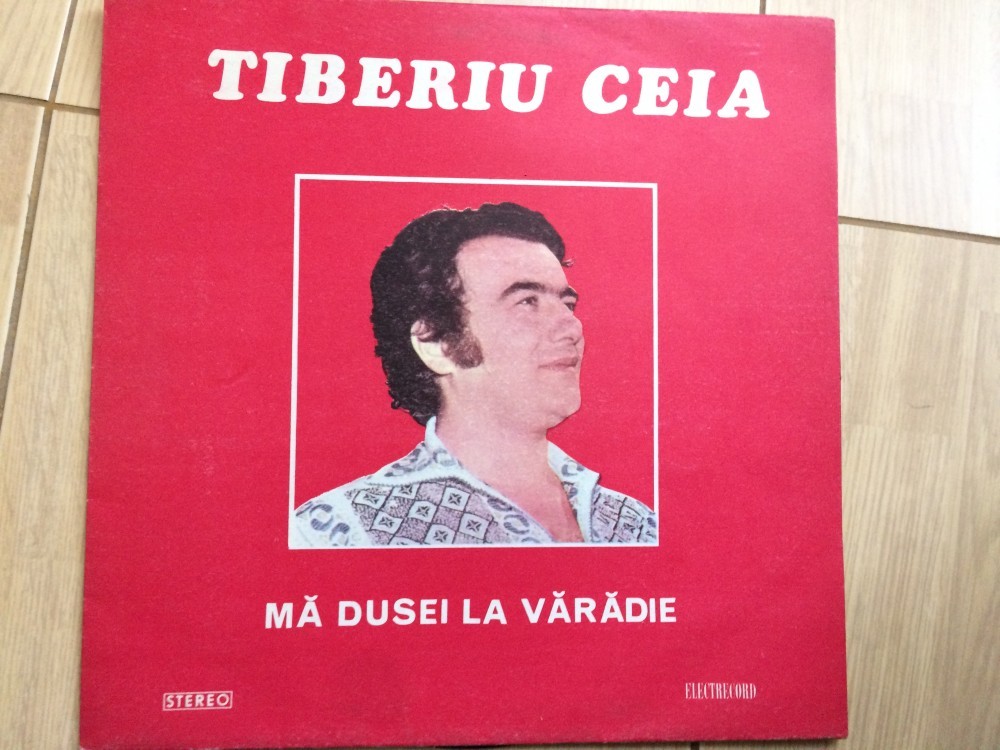 TIBERIU CEIA
MĂ DUSEI LA VĂRĂDIE
STEREO
ELECTRECORD